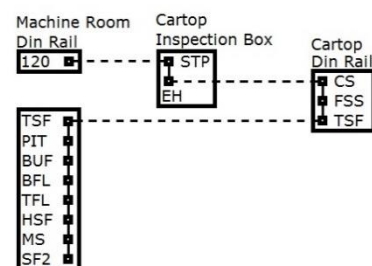 Machine Room
Din Rail
120
Cartop
Inspection Box
STP
EH
Cartop
Din Rail
CS
FSS
TSF
TSF
PIT
BUF
BFL
TFL
HSF
MS
SF2